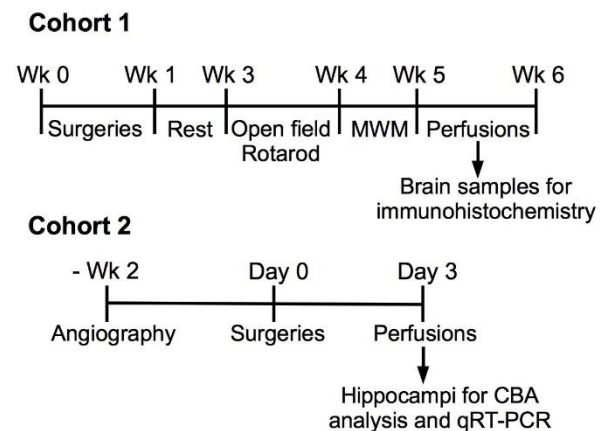 Cohort 1
Wk 0 Wk 1 Wk 3 Wk 4 Wk 5 Wk 6
Surgeries Rest Open field MWM Perfusions
Rotarod
Brain samples for
immunohistochemistry
Cohort 2
- Wk 2 Day 0 Day 3
Angiography Surgeries Perfusions
Hippocampi for CBA
analysis and qRT-PCR